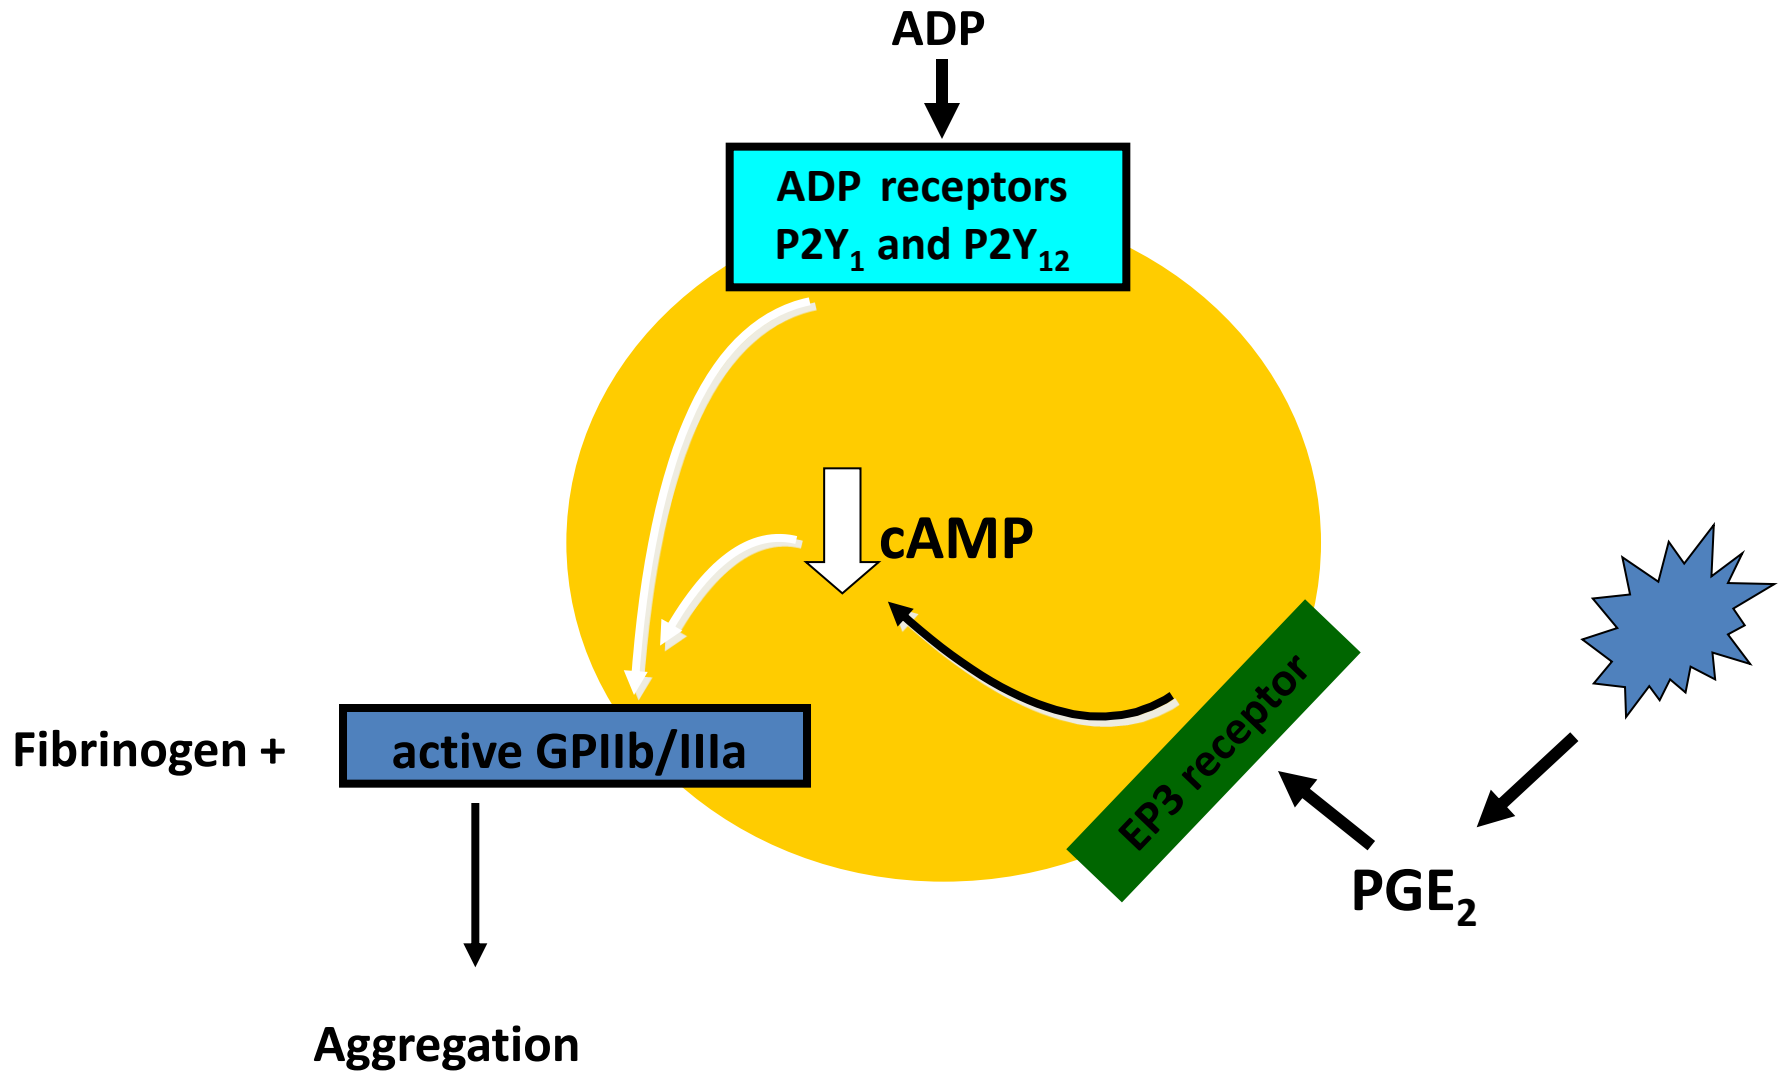 ADP
ADP receptors
P2Y₁ and P2Y₁₂
cAMP
EP3 receptor
Fibrinogen +
active GPIIb/IIIa
PGE₂
Aggregation